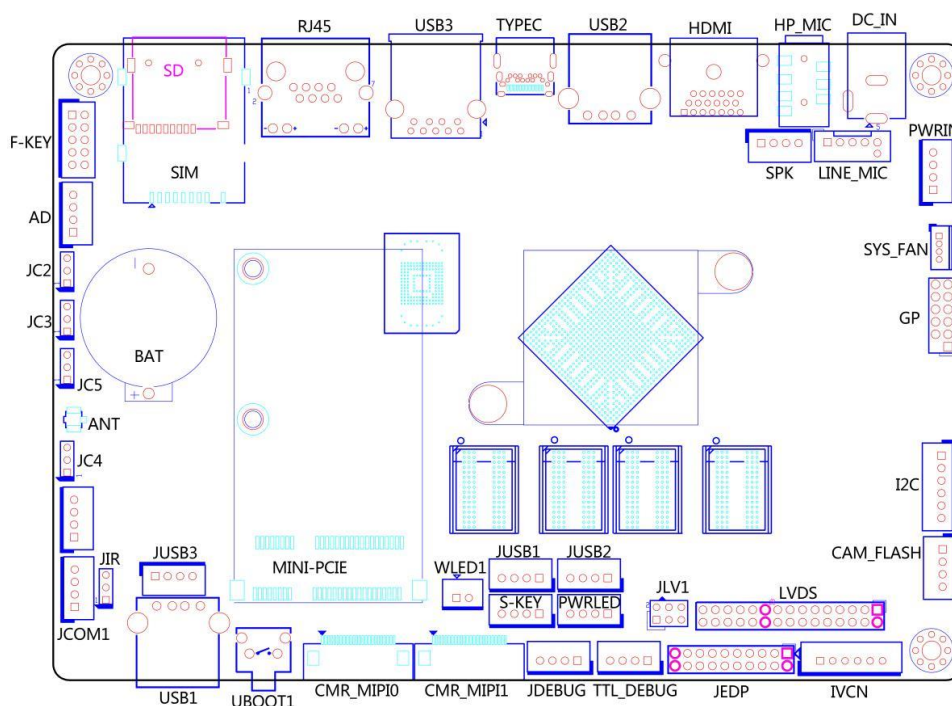 RJ45
USB3
TYPEC
USB2
HDMI
HP_MIC
DC_IN
SD
F-KEY
SIM
SPK
LINE_MIC
PWRIN
AD
SYS_FAN
JC2
JC3
GP
BAT
JC5
ANT
JC4
I2C
JIR
JUSB3
MINI-PCIE
WLED1
JUSB1
JUSB2
CAM_FLASH
S-KEY
PWRLED
JLV1
LVDS
JCOM1
USB1
UBOOT1
CMR_MIPI0
CMR_MIPI1
JDEBUG
TTL_DEBUG
JEDP
IVCN